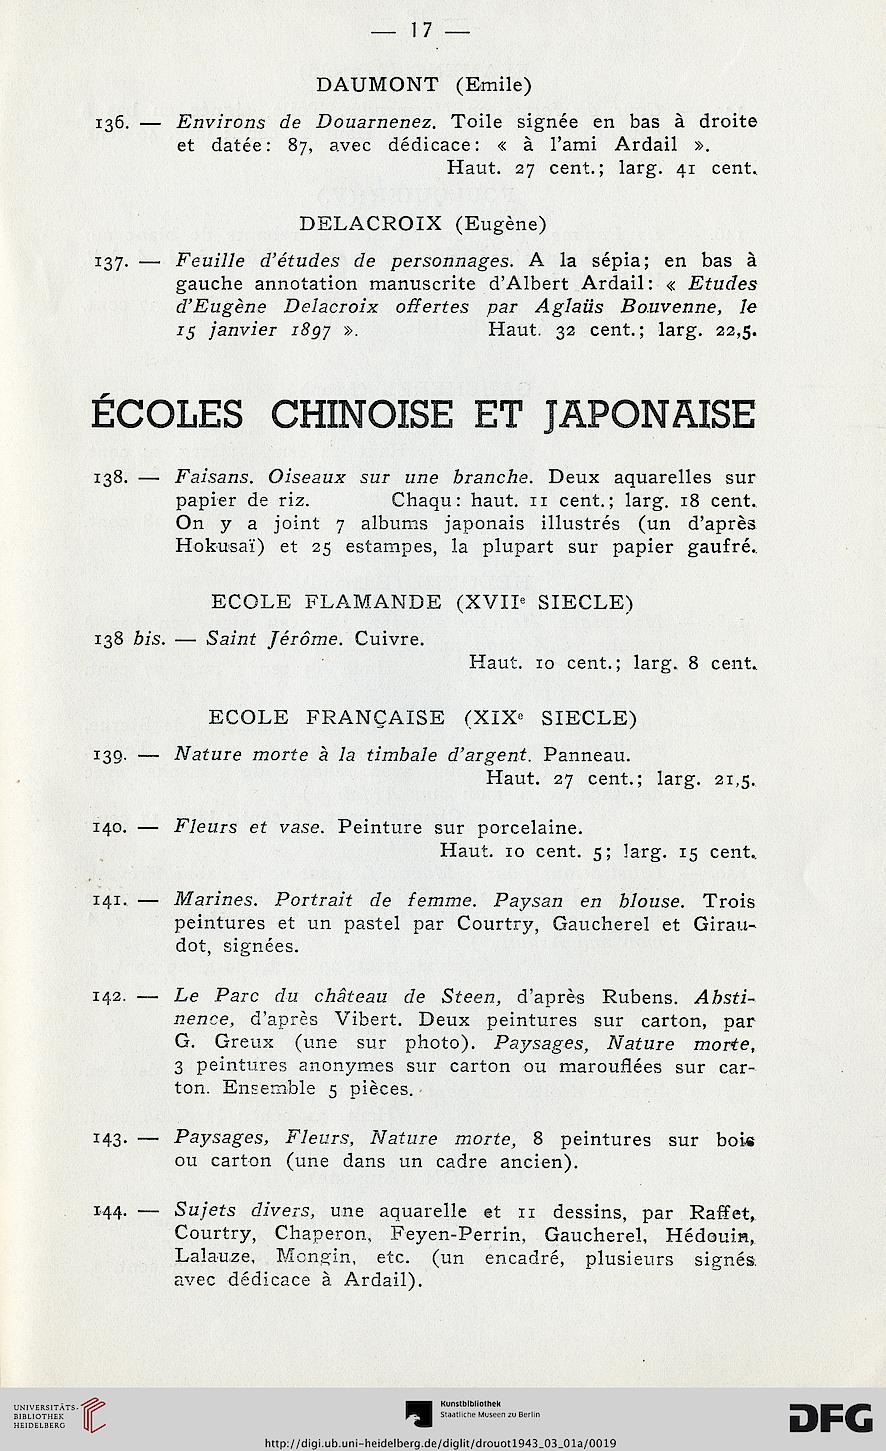 — 17 —
DAUMONT (Emile)
136. — Environs de Douarnenez. Toile signée en bas à droite
et datée: 87, avec dédicace: « à l'ami Ardail ».
Haut. 27 cent.; larg. 41 cent.
DELACROIX (Eugène)
137. — Feuille d'études de personnages. A la sépia; en bas à
gauche annotation manuscrite d'Albert Ardail: « Etudes
d'Eugène Delacroix offertes par Aglaüs Bouvenne, le
15 janvier 1897 ». Haut. 32 cent.; larg. 22,5.
ÉCOLES CHINOISE ET JAPONAISE
138. — Faisans. Oiseaux sur une branche. Deux aquarelles sur
papier de riz. Chaqu: haut. 11 cent.; larg. 18 cent.
On y a joint 7 albums japonais illustrés (un d'après
Hokusaï) et 25 estampes, la plupart sur papier gaufré.
ECOLE FLAMANDE (XVIIe SIECLE)
138 bis. — Saint Jérôme. Cuivre.
Haut. 10 cent.; larg. 8 cent.
ECOLE FRANÇAISE (XIXe SIECLE)
139. — Nature morte à la timbale d'argent. Panneau.
Haut. 27 cent.; larg. 21,5.
140. — Fleurs et vase. Peinture sur porcelaine.
Haut. 10 cent. 5; larg. 15 cent.
141. — Marines. Portrait de femme. Paysan en blouse. Trois
peintures et un pastel par Courtry, Gaucherel et Girau-
dot, signées.
142. — Le Parc du château de Steen, d'après Rubens. Absti-
nence, d'après Vibert. Deux peintures sur carton, par
G. Greux (une sur photo). Paysages, Nature morte,
3 peintures anonymes sur carton ou marouflées sur car-
ton. Ensemble 5 pièces.
143. — Paysages, Fleurs, Nature morte, 8 peintures sur bois
ou carton (une dans un cadre ancien).
144. — Sujets divers, une aquarelle et 11 dessins, par Raffet,
Courtry, Chaperon, Feyen-Perrin, Gaucherel, Hédouin,
Lalauze, Mongin, etc. (un encadré, plusieurs signés
avec dédicace à Ardail).
UNIVERSITÄTS-
BIBLIOTHEK
HEIDELBERG
Kunstbibliothek
Staatliche Museen zu Berlin
DFG
http://digi.ub.uni-heidelberg.de/diglit/drouot1943_03_01a/0019